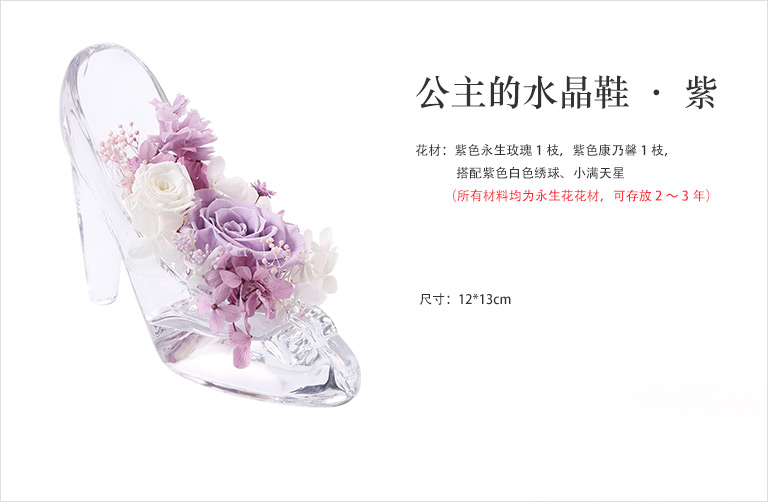 公主的水晶鞋 · 紫
花材：紫色永生玫瑰1枝，紫色康乃馨1枝，
搭配紫色白色绣球、小满天星
（所有材料均为永生花花材，可存放2～3年）
尺寸：12*13cm